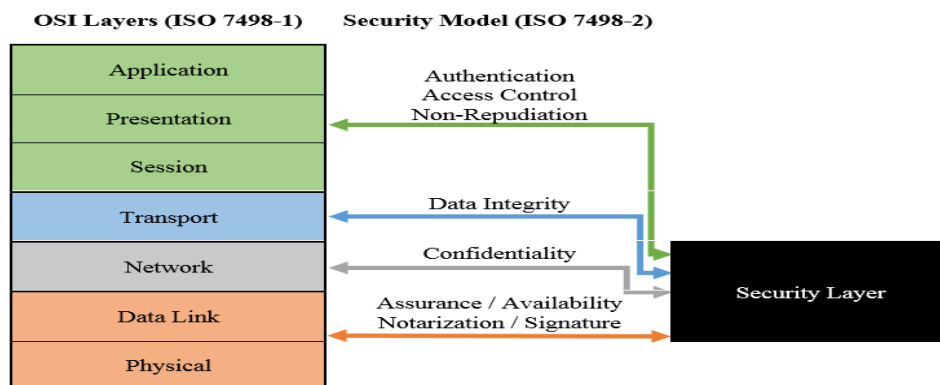 OSI Layers (ISO 7498-1)
Security Model (ISO 7498-2)
Application
Presentation
Session
Transport
Network
Data Link
Physical
Authentication
Access Control
Non-Repudiation
Data Integrity
Confidentiality
Assurance / Availability
Notarization / Signature
Security Layer